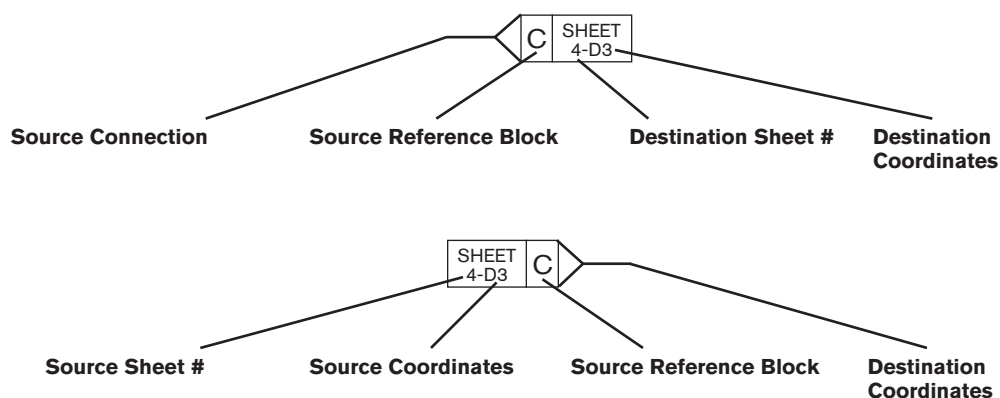 C SHEET
4-D3
Source Connection Source Reference Block Destination Sheet # Destination
Coordinates
SHEET C
4-D3
Source Sheet # Source Coordinates Source Reference Block Destination
Coordinates